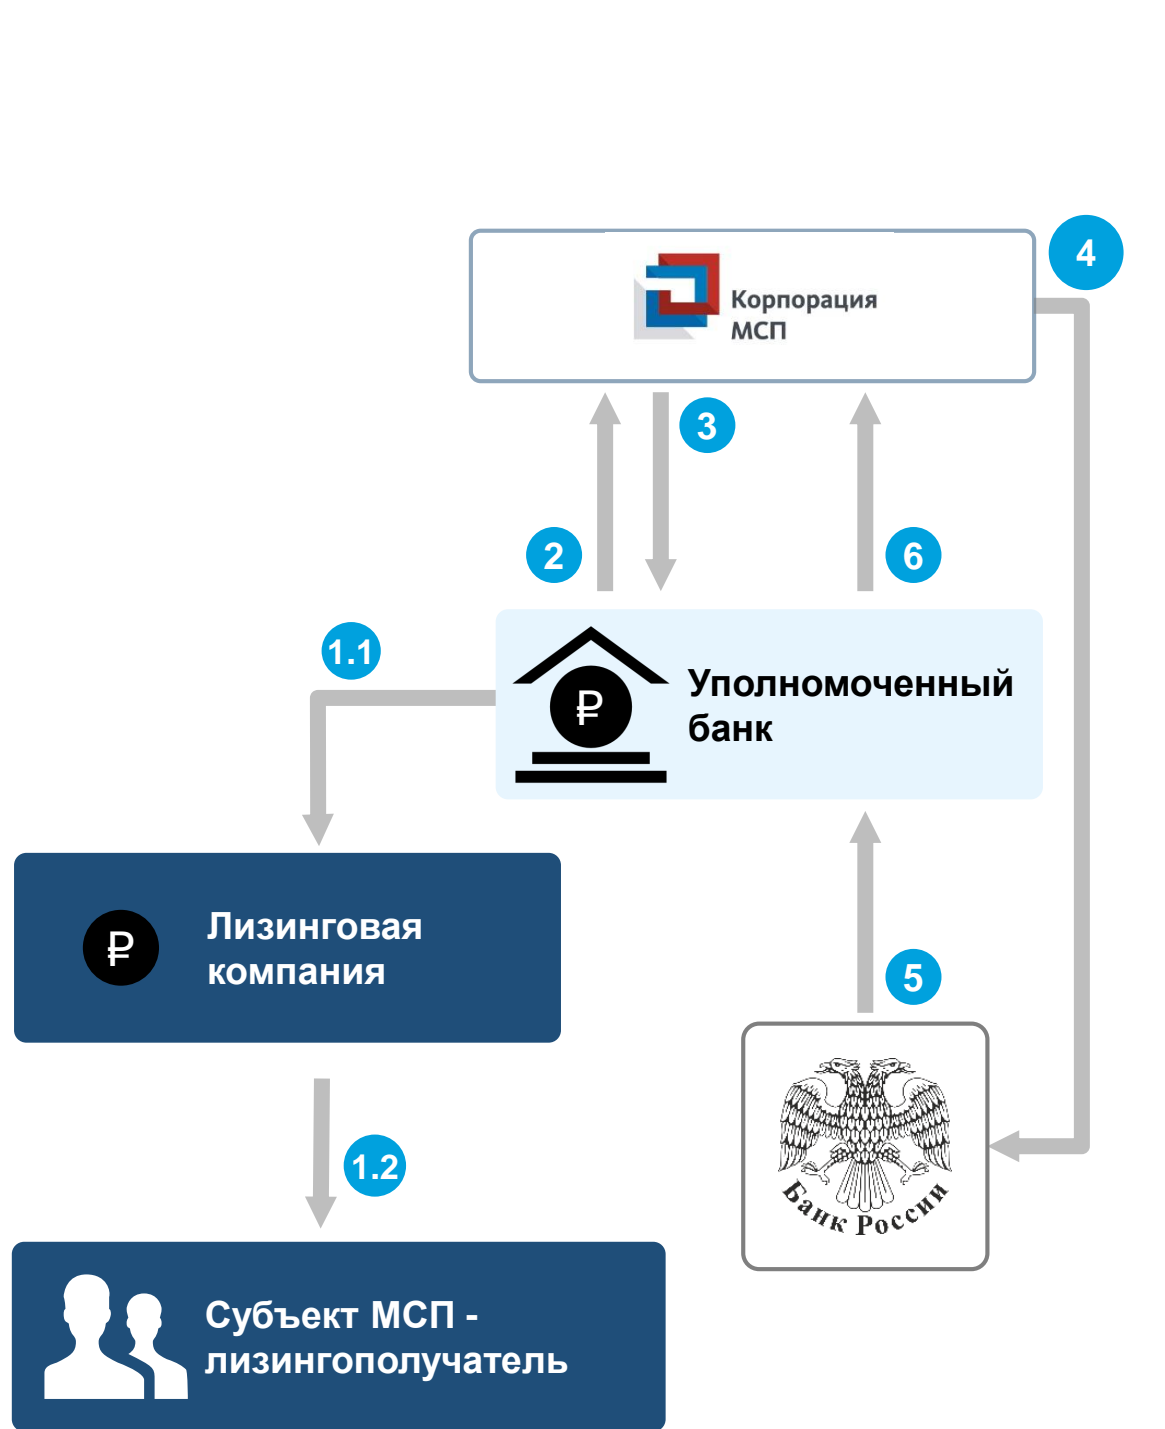 4
Корпорация
МСП
3
2
6
1.1
₽
Уполномоченный
банк
₽
Лизинговая
компания
5
1.2
Банк России
Субъект МСП -
лизингополучатель